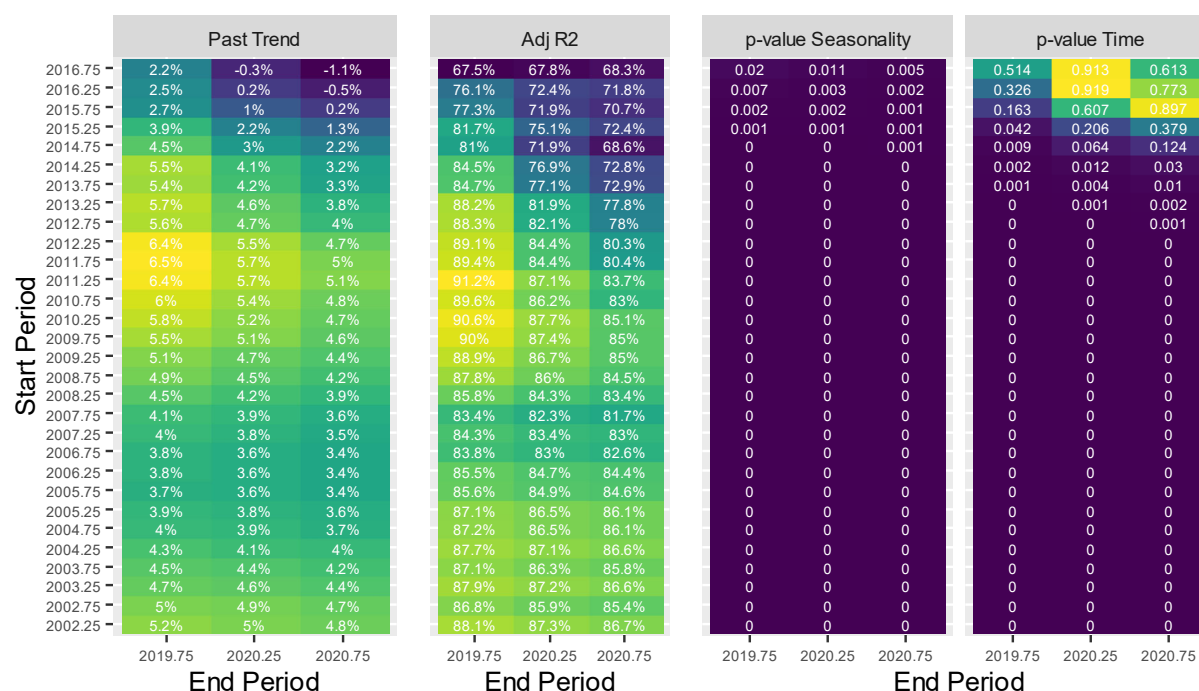 Past Trend Adj R2 p-value Seasonality p-value Time
Start Period
2016.75 2.2% -0.3% -1.1% 67.5% 67.8% 68.3% 0.02 0.011 0.005 0.514 0.913 0.613
2016.25 2.5% 0.2% -0.5% 76.1% 72.4% 71.8% 0.007 0.003 0.002 0.326 0.919 0.773
2015.75 2.7% 1% 0.2% 77.3% 71.9% 70.7% 0.002 0.002 0.001 0.163 0.607 0.897
2015.25 3.9% 2.2% 1.3% 81.7% 75.1% 72.4% 0.001 0.001 0.001 0.042 0.206 0.379
2014.75 4.5% 3% 2.2% 81% 71.9% 68.6% 0 0 0.001 0.009 0.064 0.124
2014.25 5.5% 4.1% 3.2% 84.5% 76.9% 72.8% 0 0 0 0.002 0.012 0.03
2013.75 5.4% 4.2% 3.3% 84.7% 77.1% 72.9% 0 0 0 0.001 0.004 0.01
2013.25 5.7% 4.6% 3.8% 88.2% 81.9% 77.8% 0 0 0 0 0.001 0.002
2012.75 5.6% 4.7% 4% 88.3% 82.1% 78% 0 0 0 0 0 0.001
2012.25 6.4% 5.5% 4.7% 89.1% 84.4% 80.3% 0 0 0 0 0 0
2011.75 6.5% 5.7% 5% 89.4% 84.4% 80.4% 0 0 0 0 0 0
2011.25 6.4% 5.7% 5.1% 91.2% 87.1% 83.7% 0 0 0 0 0 0
2010.75 6% 5.4% 4.8% 89.6% 86.2% 83% 0 0 0 0 0 0
2010.25 5.8% 5.2% 4.7% 90.6% 87.7% 85.1% 0 0 0 0 0 0
2009.75 5.5% 5.1% 4.6% 90% 87.4% 85% 0 0 0 0 0 0
2009.25 5.1% 4.7% 4.4% 88.9% 86.7% 85% 0 0 0 0 0 0
2008.75 4.9% 4.5% 4.2% 87.8% 86% 84.5% 0 0 0 0 0 0
2008.25 4.5% 4.2% 3.9% 85.8% 84.3% 83.4% 0 0 0 0 0 0
2007.75 4.1% 3.9% 3.6% 83.4% 82.3% 81.7% 0 0 0 0 0 0
2007.25 4% 3.8% 3.5% 84.3% 83.4% 83% 0 0 0 0 0 0
2006.75 3.8% 3.6% 3.4% 83.8% 83% 82.6% 0 0 0 0 0 0
2006.25 3.8% 3.6% 3.4% 85.5% 84.7% 84.4% 0 0 0 0 0 0
2005.75 3.7% 3.6% 3.4% 85.6% 84.9% 84.6% 0 0 0 0 0 0
2005.25 3.9% 3.8% 3.6% 87.1% 86.5% 86.1% 0 0 0 0 0 0
2004.75 4% 3.9% 3.7% 87.2% 86.5% 86.1% 0 0 0 0 0 0
2004.25 4.3% 4.1% 4% 87.7% 87.1% 86.6% 0 0 0 0 0 0
2003.75 4.5% 4.4% 4.2% 87.1% 86.3% 85.8% 0 0 0 0 0 0
2003.25 4.7% 4.6% 4.4% 87.9% 87.2% 86.6% 0 0 0 0 0 0
2002.75 5% 4.9% 4.7% 86.8% 85.9% 85.4% 0 0 0 0 0 0
2002.25 5.2% 5% 4.8% 88.1% 87.3% 86.7% 0 0 0 0 0 0
2019.75 2020.25 2020.75 2019.75 2020.25 2020.75 2019.75 2020.25 2020.75 2019.75 2020.25 2020.75
End Period End Period End Period